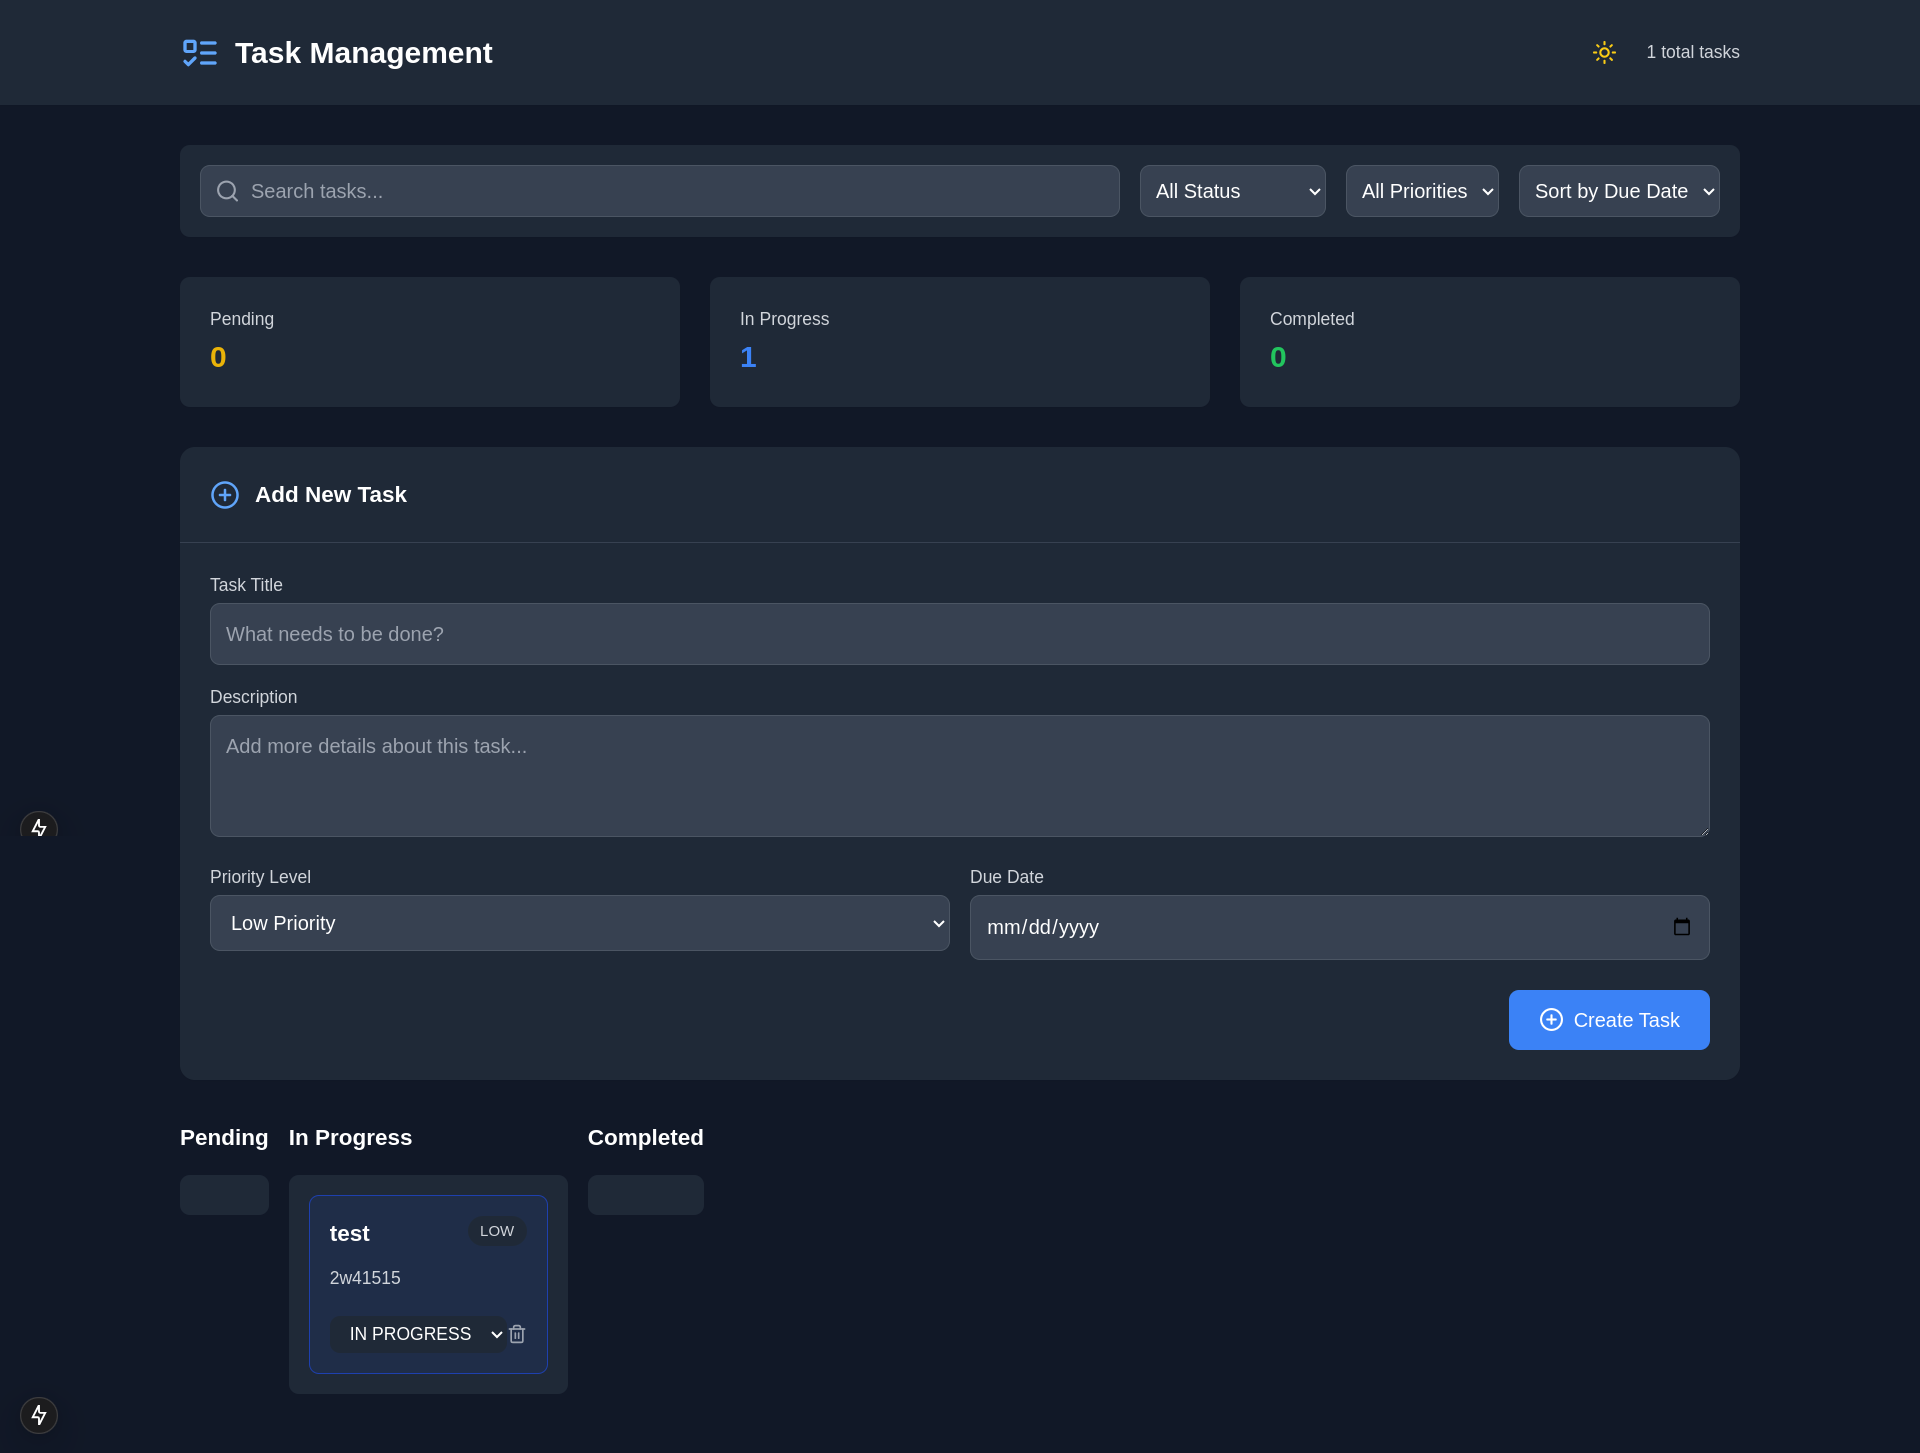 Task Management
1 total tasks
Search tasks...
All Status
All Priorities
Sort by Due Date
Pending
0
In Progress
1
Completed
0
Add New Task
Task Title
What needs to be done?
Description
Add more details about this task...
Priority Level
Due Date
Low Priority
mm/dd/yyyy
Create Task
Pending
In Progress
Completed
test
LOW
2w41515
IN PROGRESS